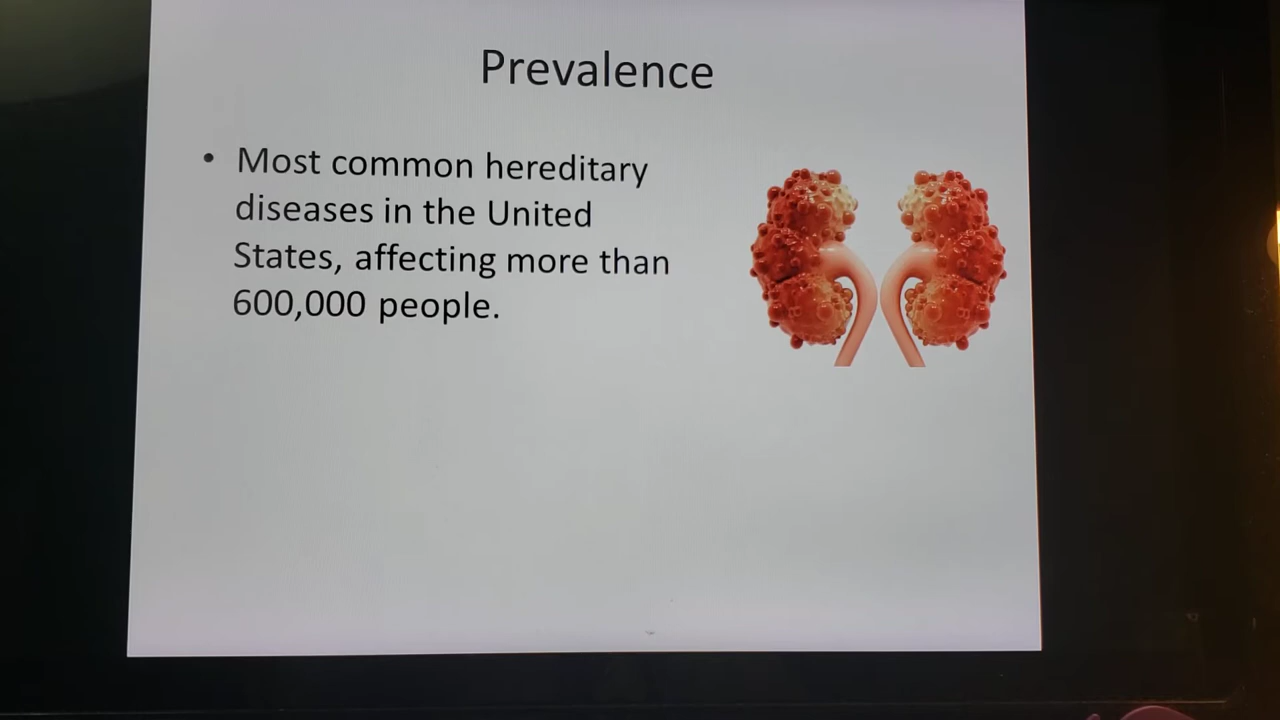 Prevalence
• Most common hereditary
diseases in the United
States, affecting more than
600,000 people.